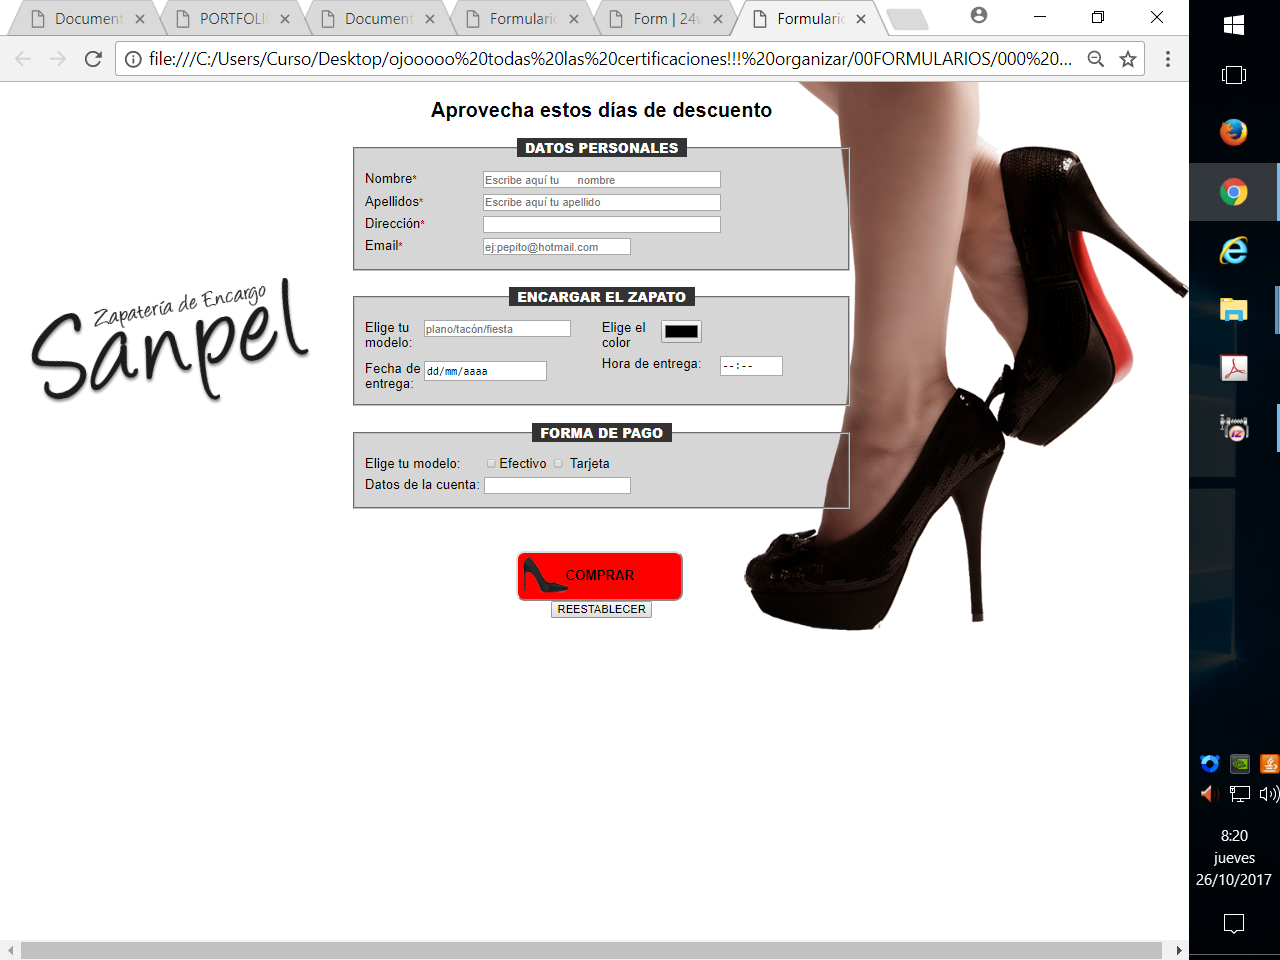 Document
PORTFOLIO
Document
Formulario
Form | 24w
Formulario
file:///C:/Users/Curso/Desktop/ojooooo%20todas%20las%20certificaciones!!!%20organizar/00FORMULARIOS/000%20...
Aprovecha estos días de descuento
DATOS PERSONALES
Nombre* Escribe aquí tu nombre
Apellidos* Escribe aquí tu apellido
Dirección*
Email* ej:pepito@hotmail.com
Zapatería de Encargo
Sanpel
ENCARGAR EL ZAPATO
Elige tu modelo: plano/tacón/fiesta
Elige el color
Fecha de entrega: dd/mm/aaaa
Hora de entrega: --:--
FORMA DE PAGO
Elige tu modelo: Efectivo Tarjeta
Datos de la cuenta:
COMPRAR
REESTABLECER
8:20
jueves
26/10/2017